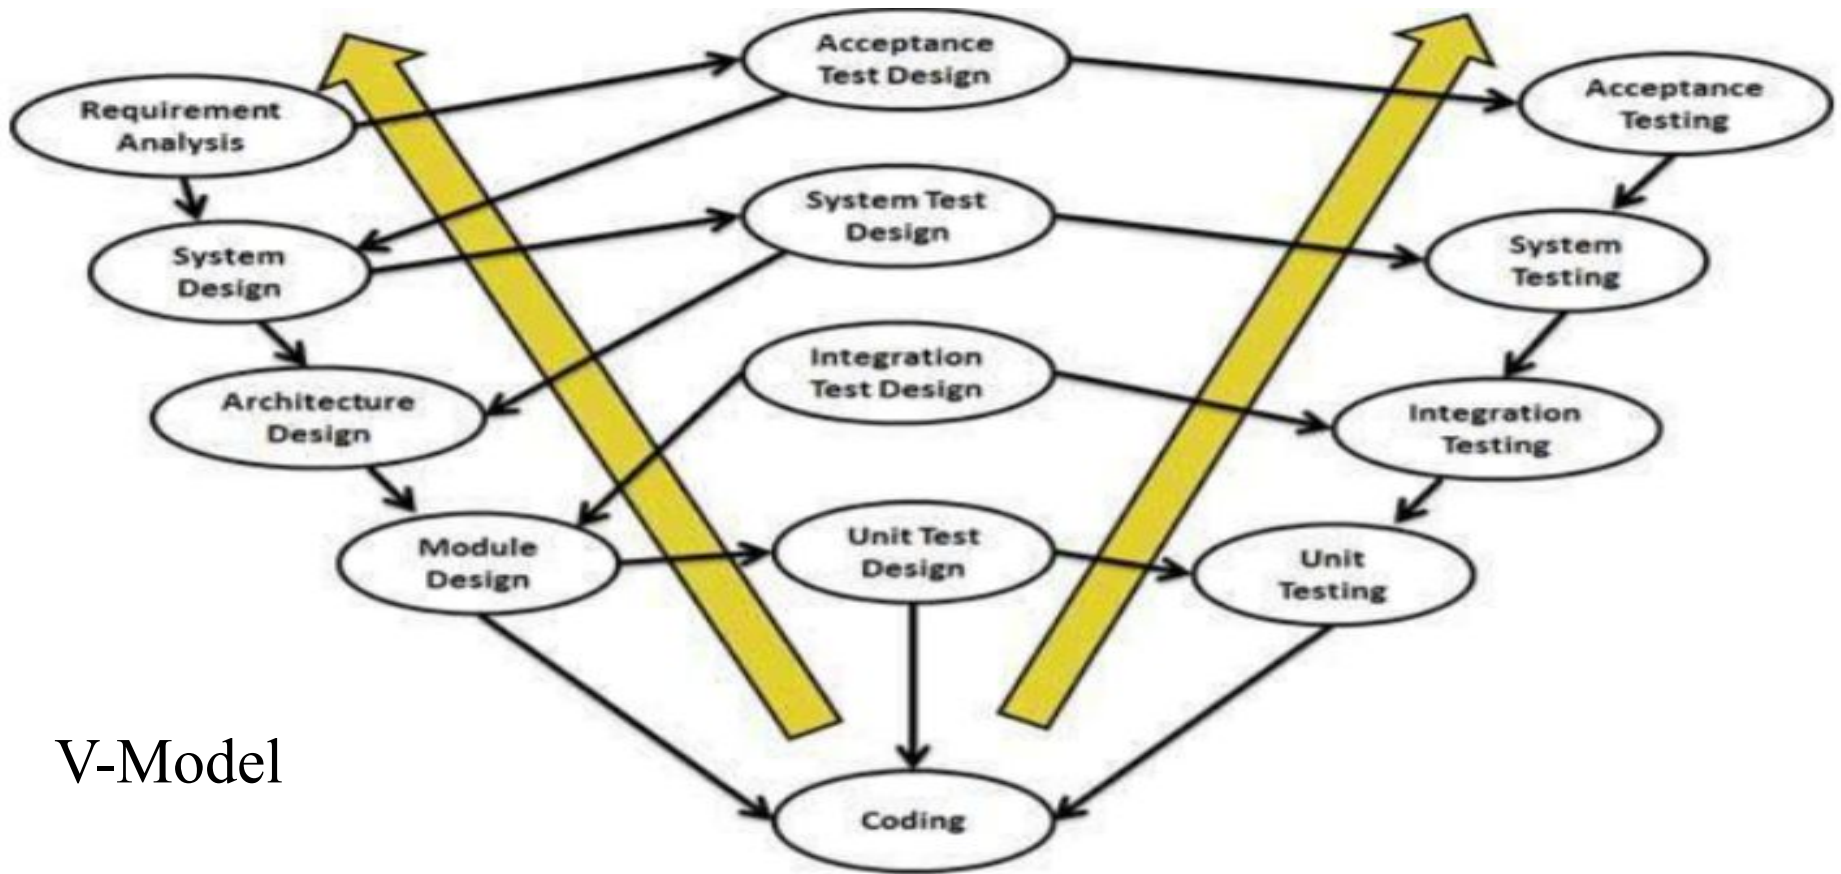 Acceptance
Test Design
Requirement
Analysis
Acceptance
Testing
System Test
Design
System
Design
System
Testing
Integration
Test Design
Architecture
Design
Integration
Testing
Module
Design
Unit Test
Design
Unit
Testing
V-Model
Coding